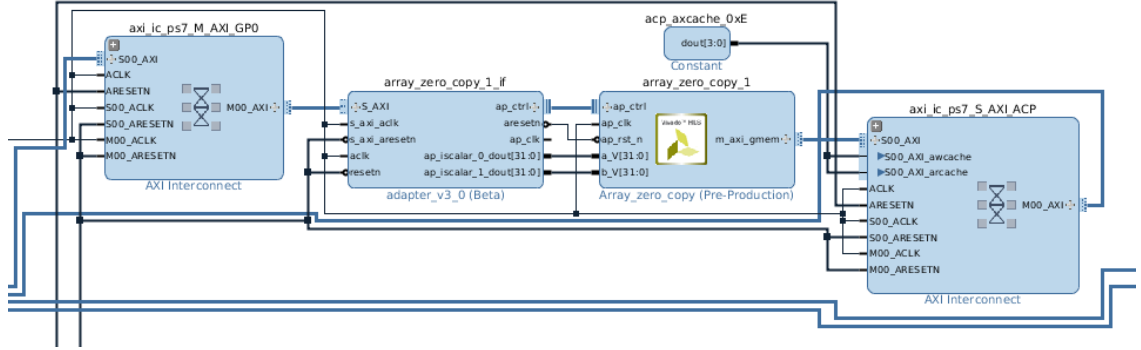 axi_ic_ps7_M_AXI_GP0
S00_AXI
ACLK
ARESETN
S00_ACLK
S00_ARESETN
M00_ACLK
M00_ARESETN
M00_AXI
AXI Interconnect
array_zero_copy_1_if
S_AXI
s_axi_aclk
s_axi_aresetn
aclk
resetn
ap_ctrl
aresetn
ap_clk
ap_iscalar_0_dout[31:0]
ap_iscalar_1_dout[31:0]
adapter_v3_0 (Beta)
acp_axcache_0xE
dout[3:0]
Constant
array_zero_copy_1
ap_ctrl
ap_clk
ap_rst_n
a_V[31:0]
b_V[31:0]
m_axi_gmem
Array_zero_copy (Pre-Production)
axi_ic_ps7_S_AXI_ACP
S00_AXI
S00_AXI_awcache
S00_AXI_arcache
ACLK
ARESETN
S00_ACLK
S00_ARESETN
M00_ACLK
M00_ARESETN
M00_AXI
AXI Interconnect